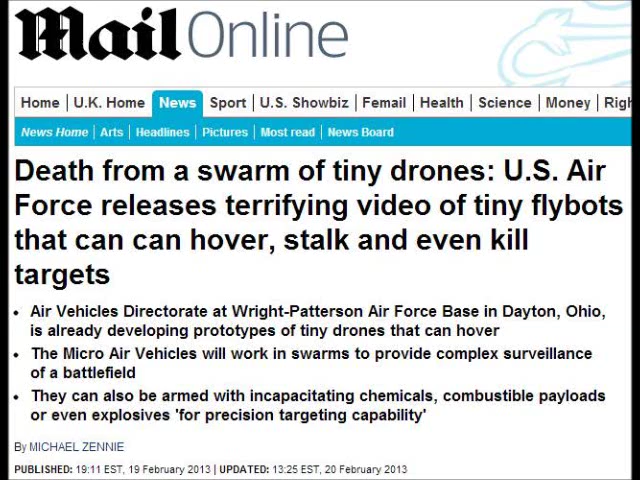 Mail Online
Home | U.K. Home | News | Sport | U.S. Showbiz | Femail | Health | Science | Money |
News Home | Arts | Headlines | Pictures | Most read | News Board
Death from a swarm of tiny drones: U.S. Air
Force releases terrifying video of tiny flybots
that can can hover, stalk and even kill
targets
• Air Vehicles Directorate at Wright-Patterson Air Force Base in Dayton, Ohio,
is already developing prototypes of tiny drones that can hover
• The Micro Air Vehicles will work in swarms to provide complex surveillance
of a battlefield
• They can also be armed with incapacitating chemicals, combustible payloads
or even explosives 'for precision targeting capability'
By MICHAEL ZENNIE
PUBLISHED: 19:11 EST, 19 February 2013 | UPDATED: 13:25 EST, 20 February 2013